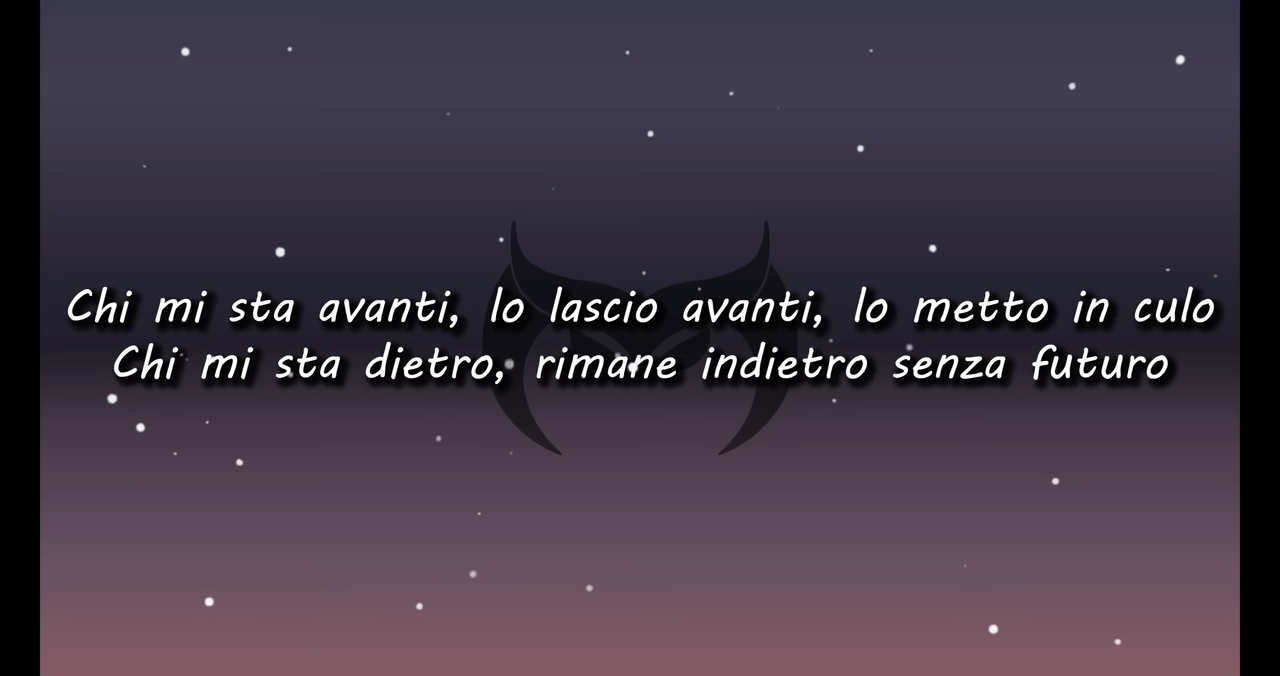 Chi mi sta avanti, lo lascio avanti, lo metto in culo
Chi mi sta dietro, rimane indietro senza futuro